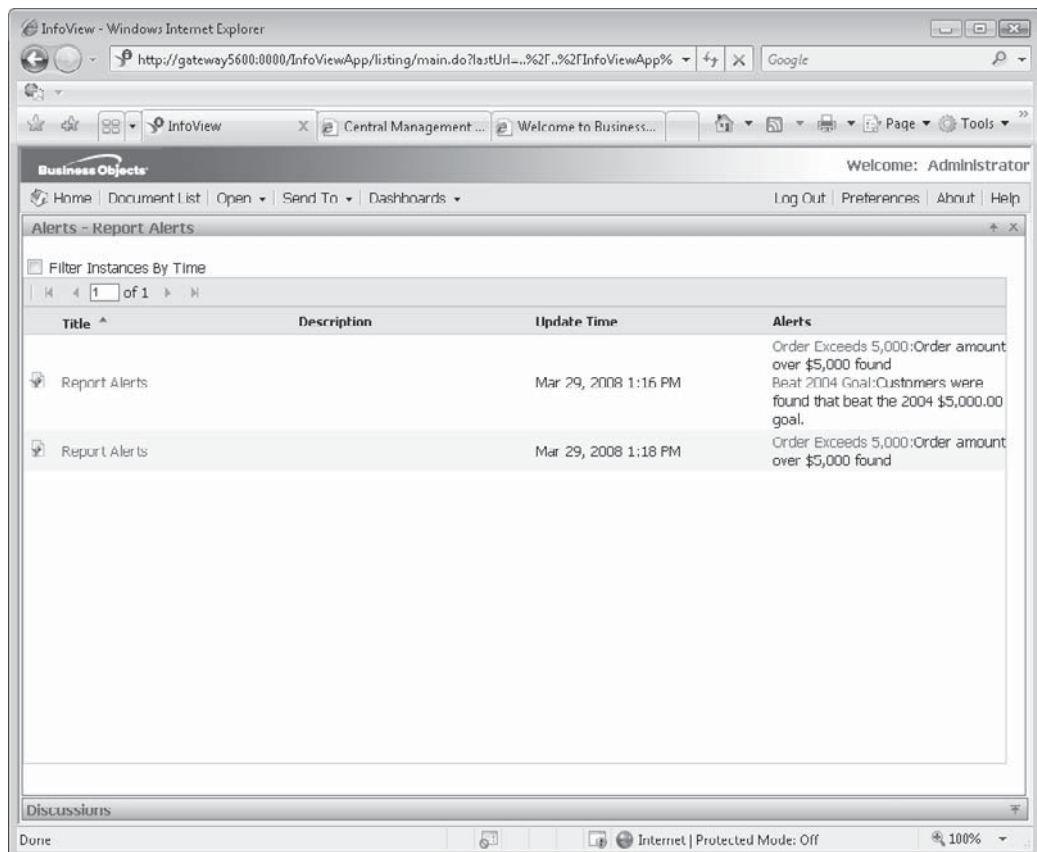 InfoView - Windows Internet Explorer
http://gateway5600:0000/InfoViewApp/listing/main.do?lastUrl=..%2F..%2FInfoViewApp%
Google
InfoView
Central Management ...
Welcome to Business...
Page
Tools
Business Objects
Welcome: Administrator
Home | Document List | Open | Send To | Dashboards
Log Out | Preferences | About | Help
Alerts - Report Alerts
Filter Instances By Time
1 of 1
Title Description Update Time Alerts
Report Alerts Mar 29, 2008 1:16 PM
Order Exceeds 5,000:Order amount
over $5,000 found
Beat 2004 Goal:Customers were
found that beat the 2004 $5,000.00
goal.
Report Alerts Mar 29, 2008 1:18 PM
Order Exceeds 5,000:Order amount
over $5,000 found
Discussions
Done
Internet | Protected Mode: Off
100%